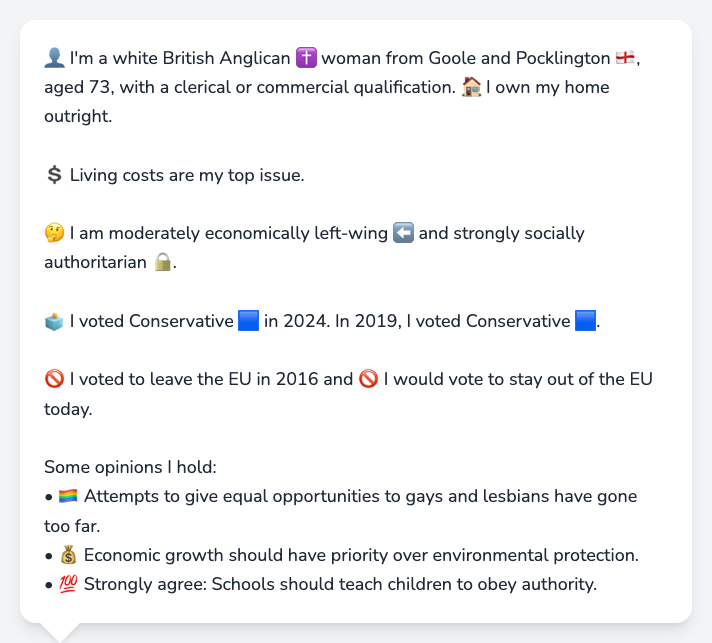 👤 I'm a white British Anglican ✝️ woman from Goole and Pocklington 🏴󠁧󠁢󠁥󠁮󠁧󠁿,
aged 73, with a clerical or commercial qualification. 🏠 I own my home
outright.
💲 Living costs are my top issue.
🤔 I am moderately economically left-wing ⬅️ and strongly socially
authoritarian 🔒.
🗳️ I voted Conservative 🟦 in 2024. In 2019, I voted Conservative 🟦.
🚫 I voted to leave the EU in 2016 and 🚫 I would vote to stay out of the EU
today.
Some opinions I hold:
• 🏳️‍🌈 Attempts to give equal opportunities to gays and lesbians have gone
too far.
• 💰 Economic growth should have priority over environmental protection.
• 💯 Strongly agree: Schools should teach children to obey authority.